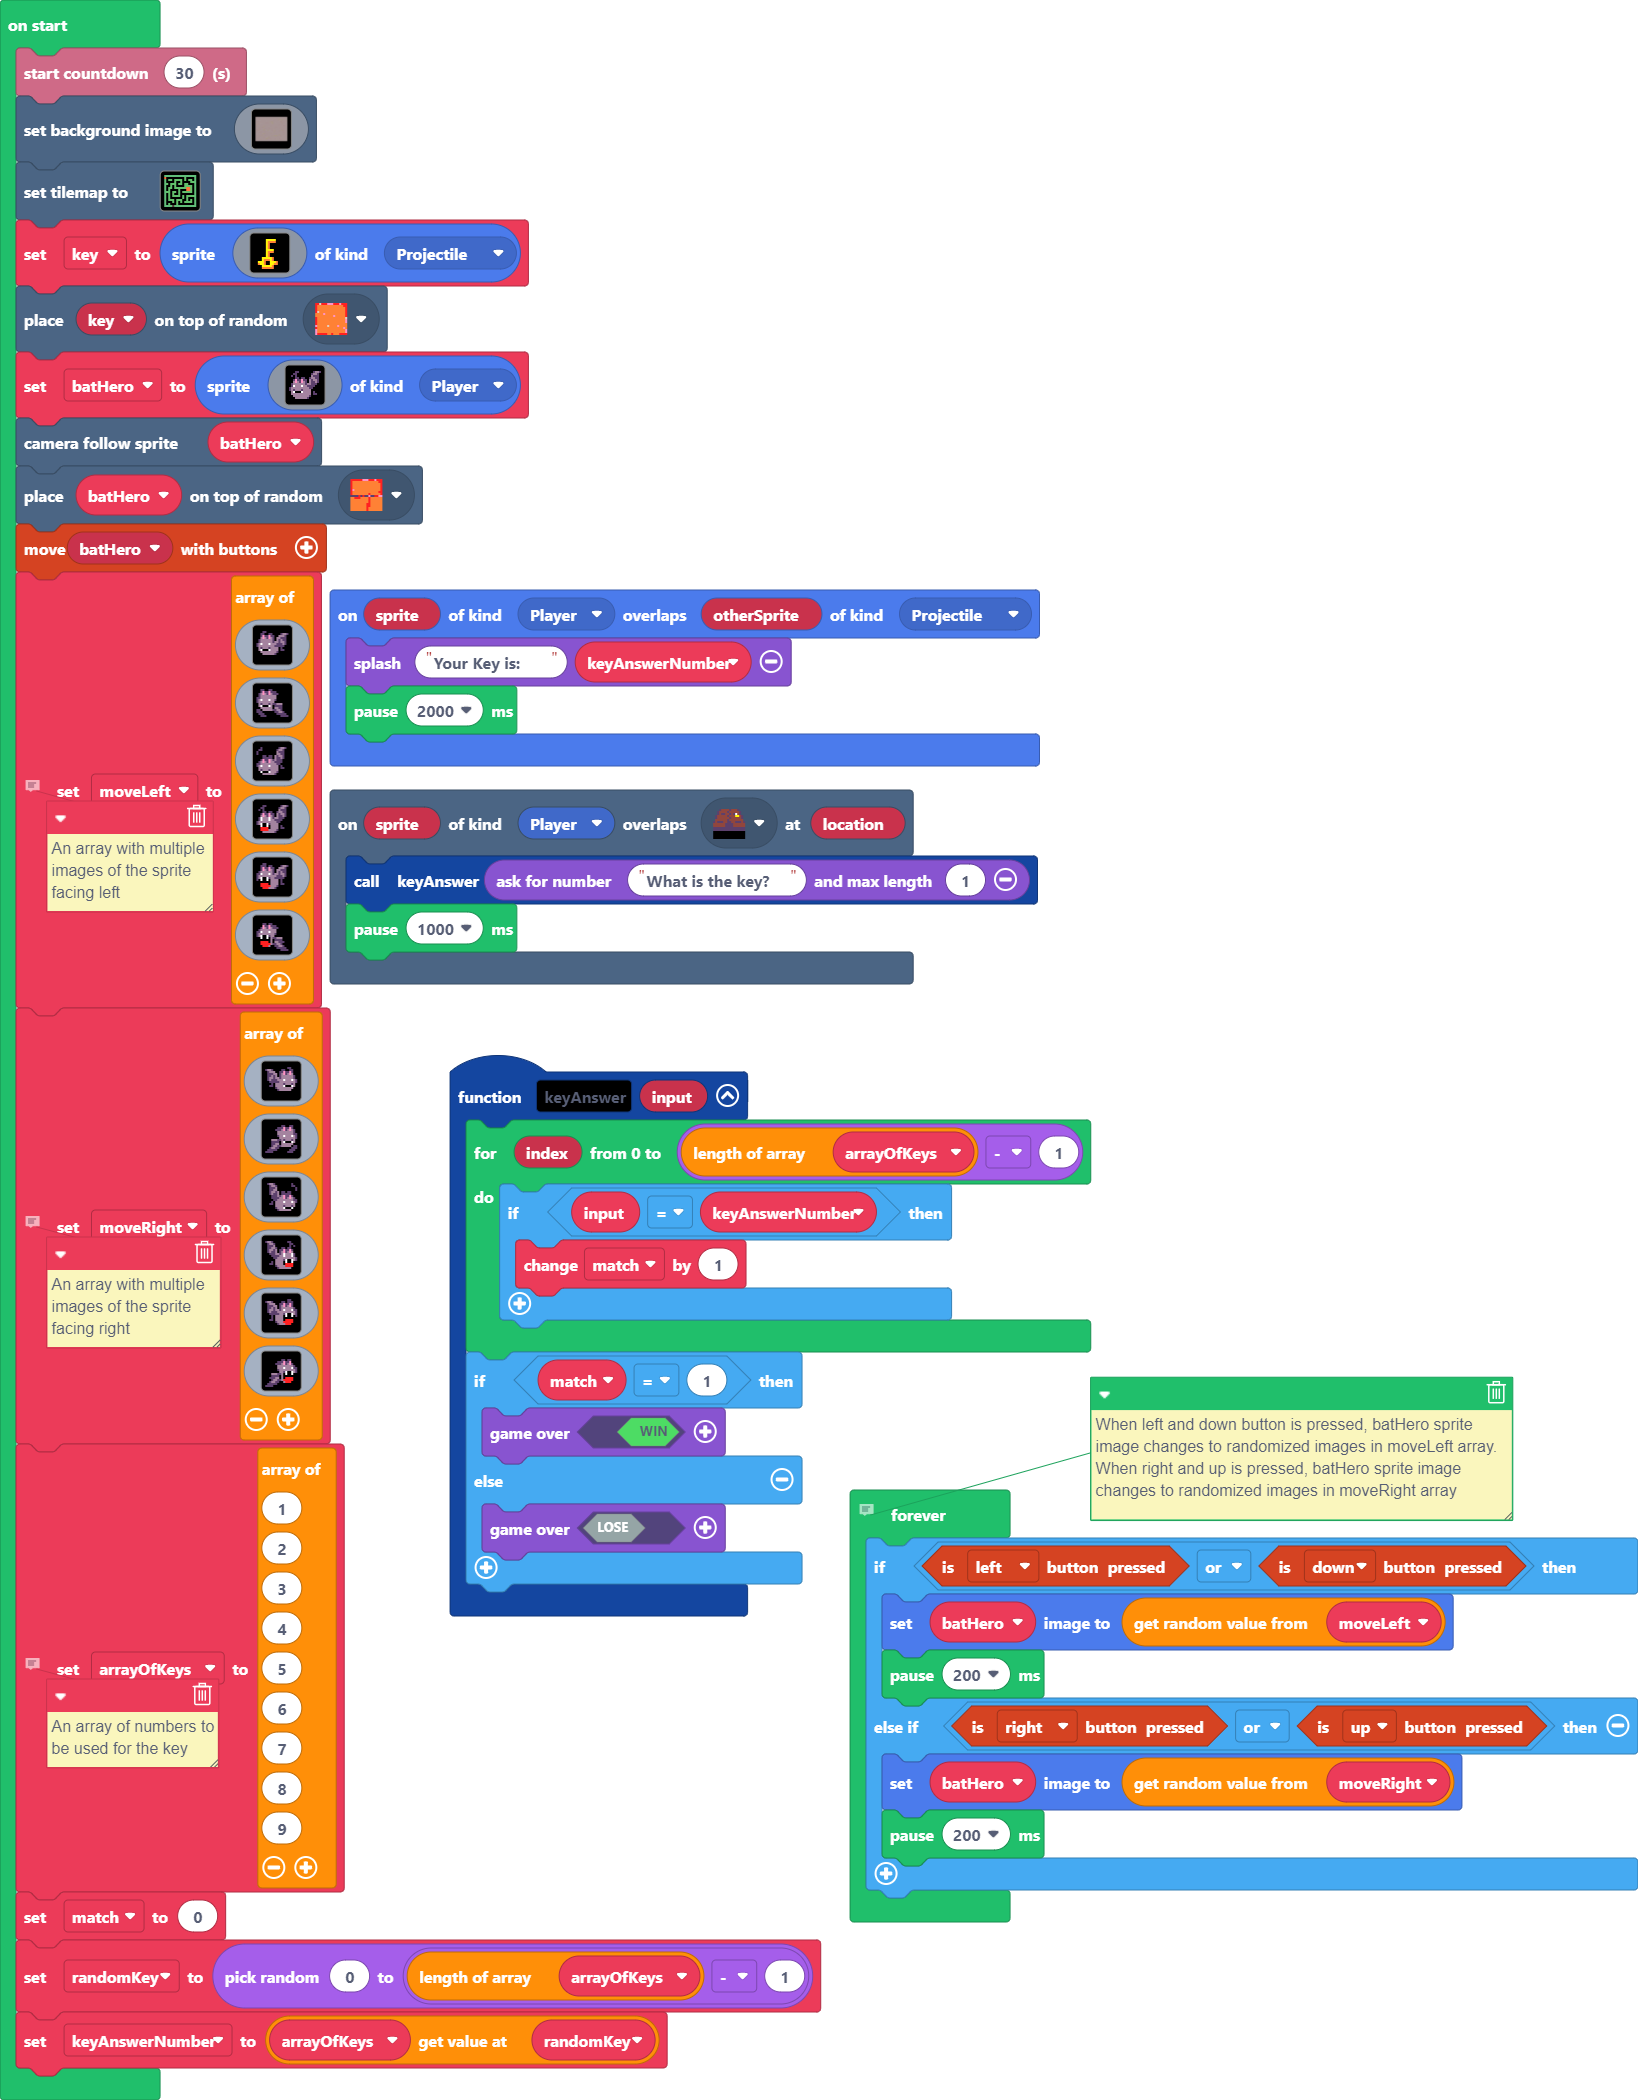 on start
start countdown 30 (s)
set background image to
set tilemap to
set key to sprite of kind Projectile
place key on top of random
set batHero to sprite of kind Player
camera follow sprite batHero
place batHero on top of random
move batHero with buttons
set moveLeft to array of
An array with multiple
images of the sprite
facing left
set moveRight to array of
An array with multiple
images of the sprite
facing right
set arrayOfKeys to array of
1
2
3
4
5
6
7
8
9
An array of numbers to
be used for the key
set match to 0
set randomKey to pick random 0 to length of array arrayOfKeys - 1
set keyAnswerNumber to arrayOfKeys get value at randomKey
on sprite of kind Player overlaps otherSprite of kind Projectile
splash "Your Key is: " keyAnswerNumber
pause 2000 ms
on sprite of kind Player overlaps at location
call keyAnswer ask for number "What is the key? " and max length 1
pause 1000 ms
function keyAnswer input
for index from 0 to length of array arrayOfKeys - 1
do
if input = keyAnswerNumber then
change match by 1
if match = 1 then
game over WIN
else
game over LOSE
When left and down button is pressed, batHero sprite
image changes to randomized images in moveLeft array.
When right and up is pressed, batHero sprite image
changes to randomized images in moveRight array
forever
if is left button pressed or is down button pressed then
set batHero image to get random value from moveLeft
pause 200 ms
else if is right button pressed or is up button pressed then
set batHero image to get random value from moveRight
pause 200 ms